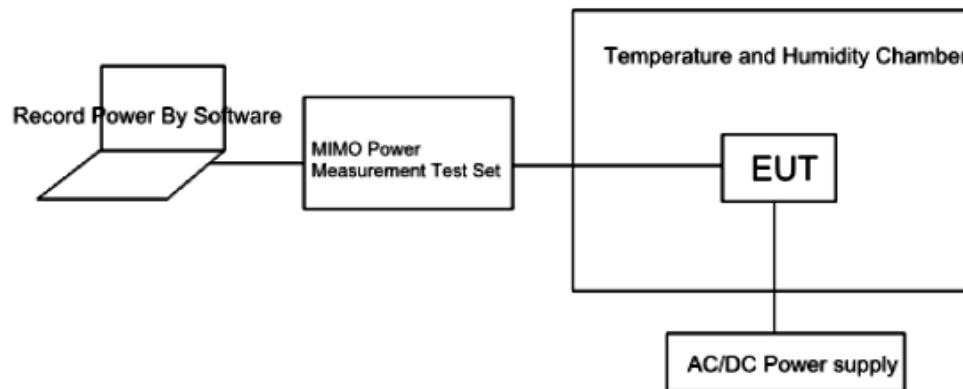 Temperature and Humidity Chamber
Record Power By Software
MIMO Power
Measurement Test Set
EUT
AC/DC Power supply